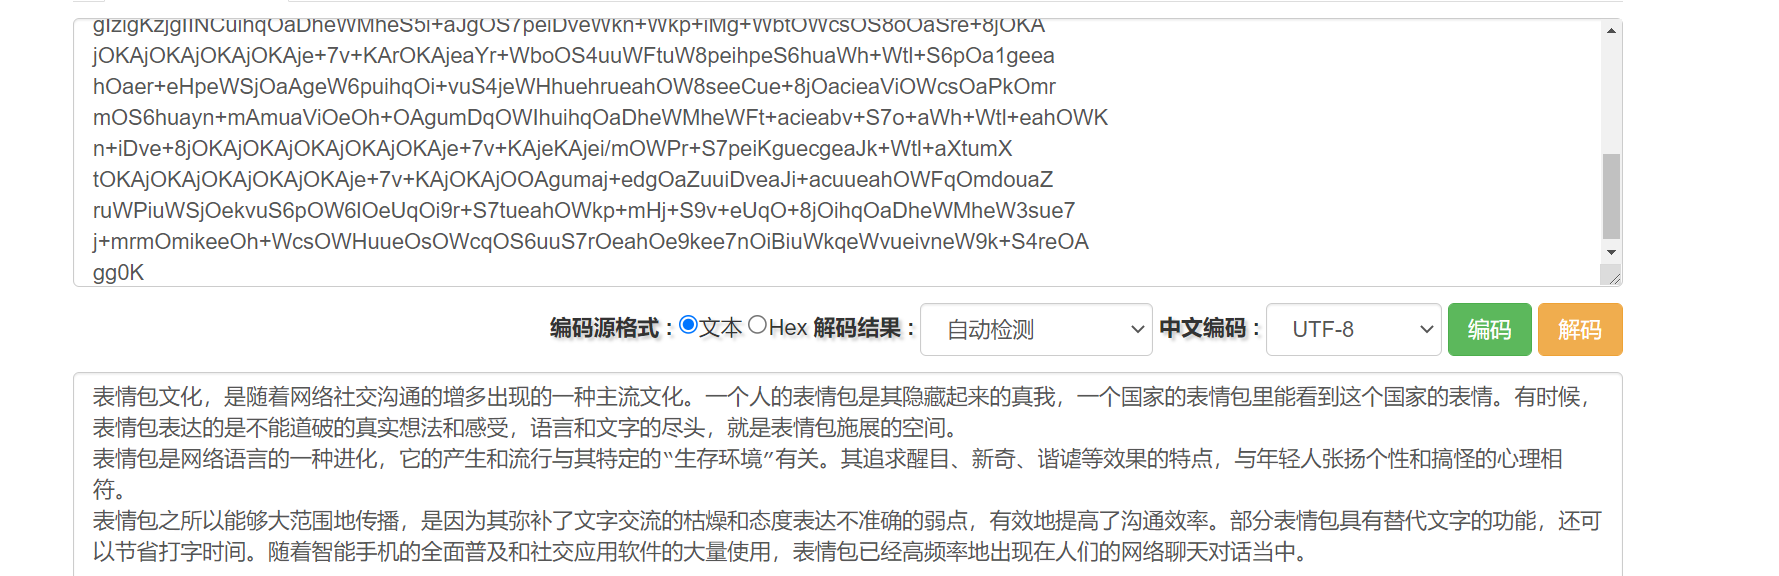 gIzigKzjgIINCuihqOaDheWMheS5i+aJgOS7peiDveWkn+Wkp+iMg+WbtOWcsOS8oOaSre+8jOKA
jOKAjOKAjOKAjOKAje+7v+KArOKAjeaYr+WboOS4uuWFtuW8peihpeS6huaWh+Wtl+S6pOa1geea
hOaer+eHpeWSjOaAgeW6puihqOi+vuS4jeWHhuehrueahOW8seeCue+8jOacieaViOWcsOaPkOmr
mOS6huayn+mAmuaViOeOh+OAgumDqOWIhuihqOaDheWMheWFt+acieabv+S7o+aWh+Wtl+eahOWK
n+iDve+8jOKAjOKAjOKAjOKAjOKAje+7v+KAjeKAjei/mOWPr+S7peiKguecgeaJk+Wtl+aXtumX
tOKAjOKAjOKAjOKAjOKAje+7v+KAjOKAjOOAgumaj+edgOaZuuiDveaJi+acuueahOWFqOmdouaZ
ruWPiuWSjOekvuS6pOW6lOeUqOi9r+S7tueahOWkp+mHj+S9v+eUqO+8jOihqOaDheWMheW3sue7
j+mrmOmikeeOh+WcsOWHuueOsOWcqOS6uuS7rOeahOe9kee7nOiBiuWkqeWvueivneW9k+S4reOA
gg0K
编码源格式： 文本 Hex 解码结果： 自动检测 中文编码： UTF-8 编码 解码
表情包文化，是随着网络社交沟通的增多出现的一种主流文化。一个人的表情包是其隐藏起来的真我，一个国家的表情包里能看到这个国家的表情。有时候，
表情包表达的是不能道破的真实想法和感受，语言和文字的尽头，就是表情包施展的空间。
表情包是网络语言的一种进化，它的产生和流行与其特定的“生存环境”有关。其追求醒目、新奇、谐谑等效果的特点，与年轻人张扬个性和搞怪的心理相
符。
表情包之所以能够大范围地传播，是因为其弥补了文字交流的枯燥和态度表达不准确的弱点，有效地提高了沟通效率。部分表情包具有替代文字的功能，还可
以节省打字时间。随着智能手机的全面普及和社交应用软件的大量使用，表情包已经高频率地出现在人们的网络聊天对话当中。